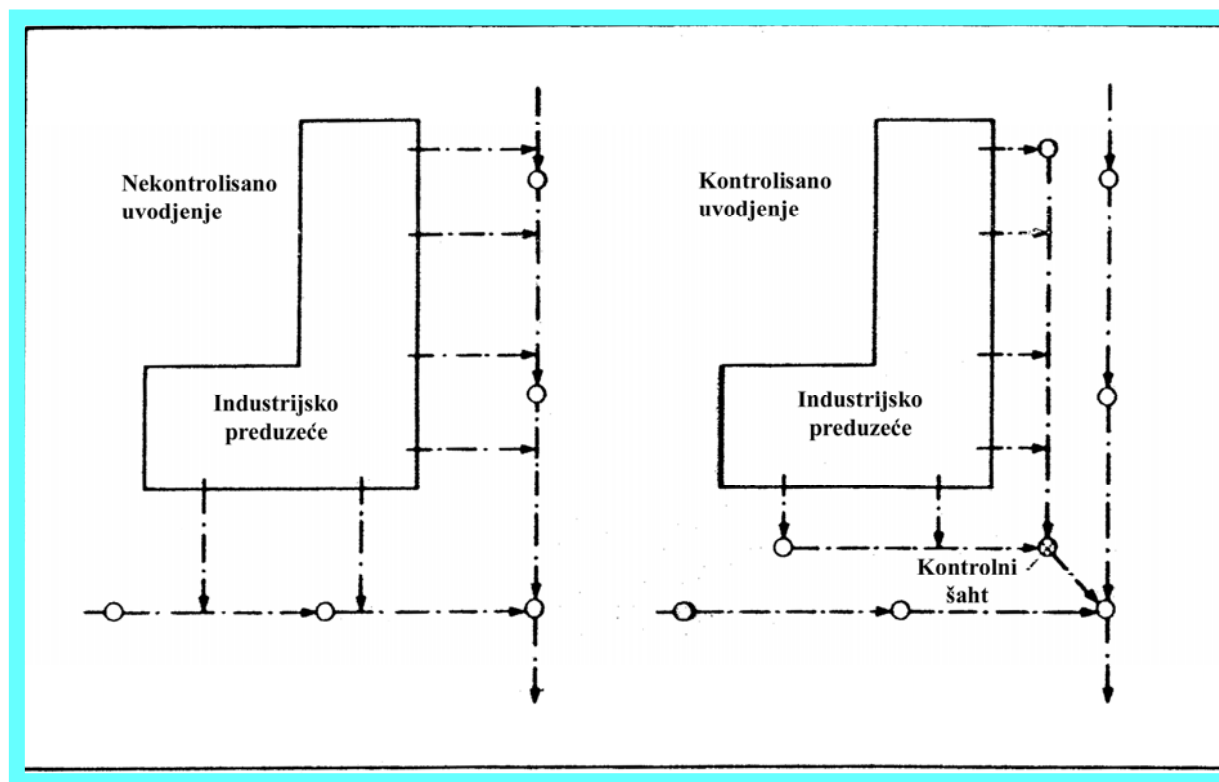 Nekontrolisano
uvodjenje
Industrijsko
preduzeće
Kontrolisano
uvodjenje
Industrijsko
preduzeće
Kontrolni
šaht